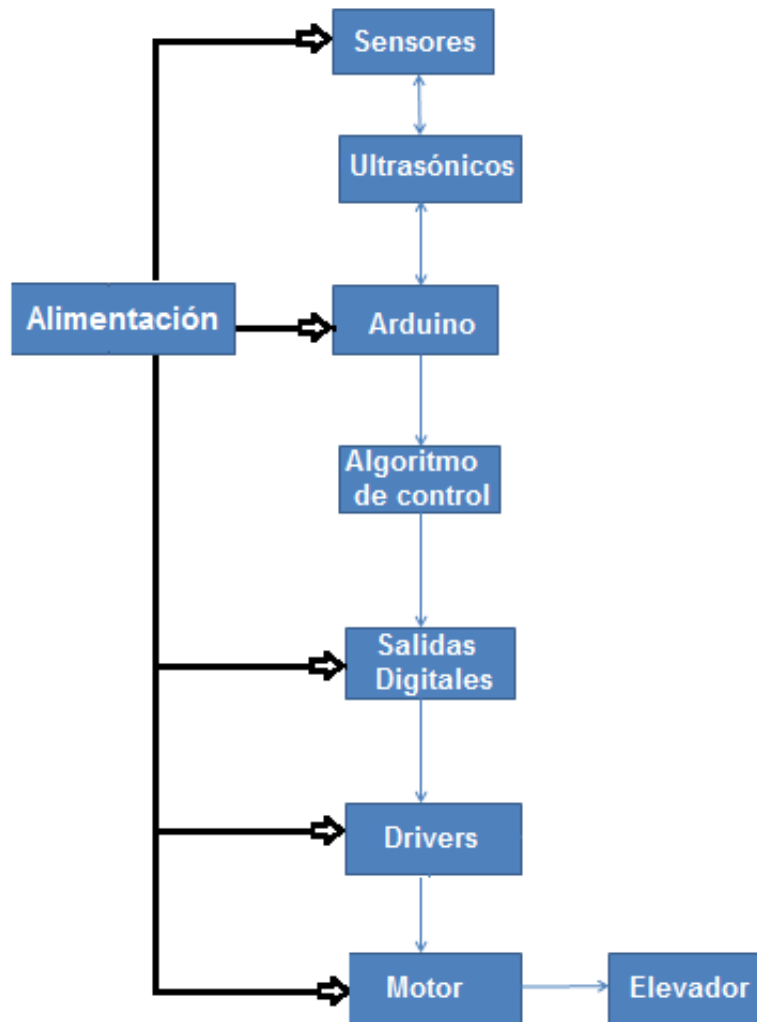 Sensores
Ultrasónicos
Alimentación
Arduino
Algoritmo
de control
Salidas
Digitales
Drivers
Motor
Elevador